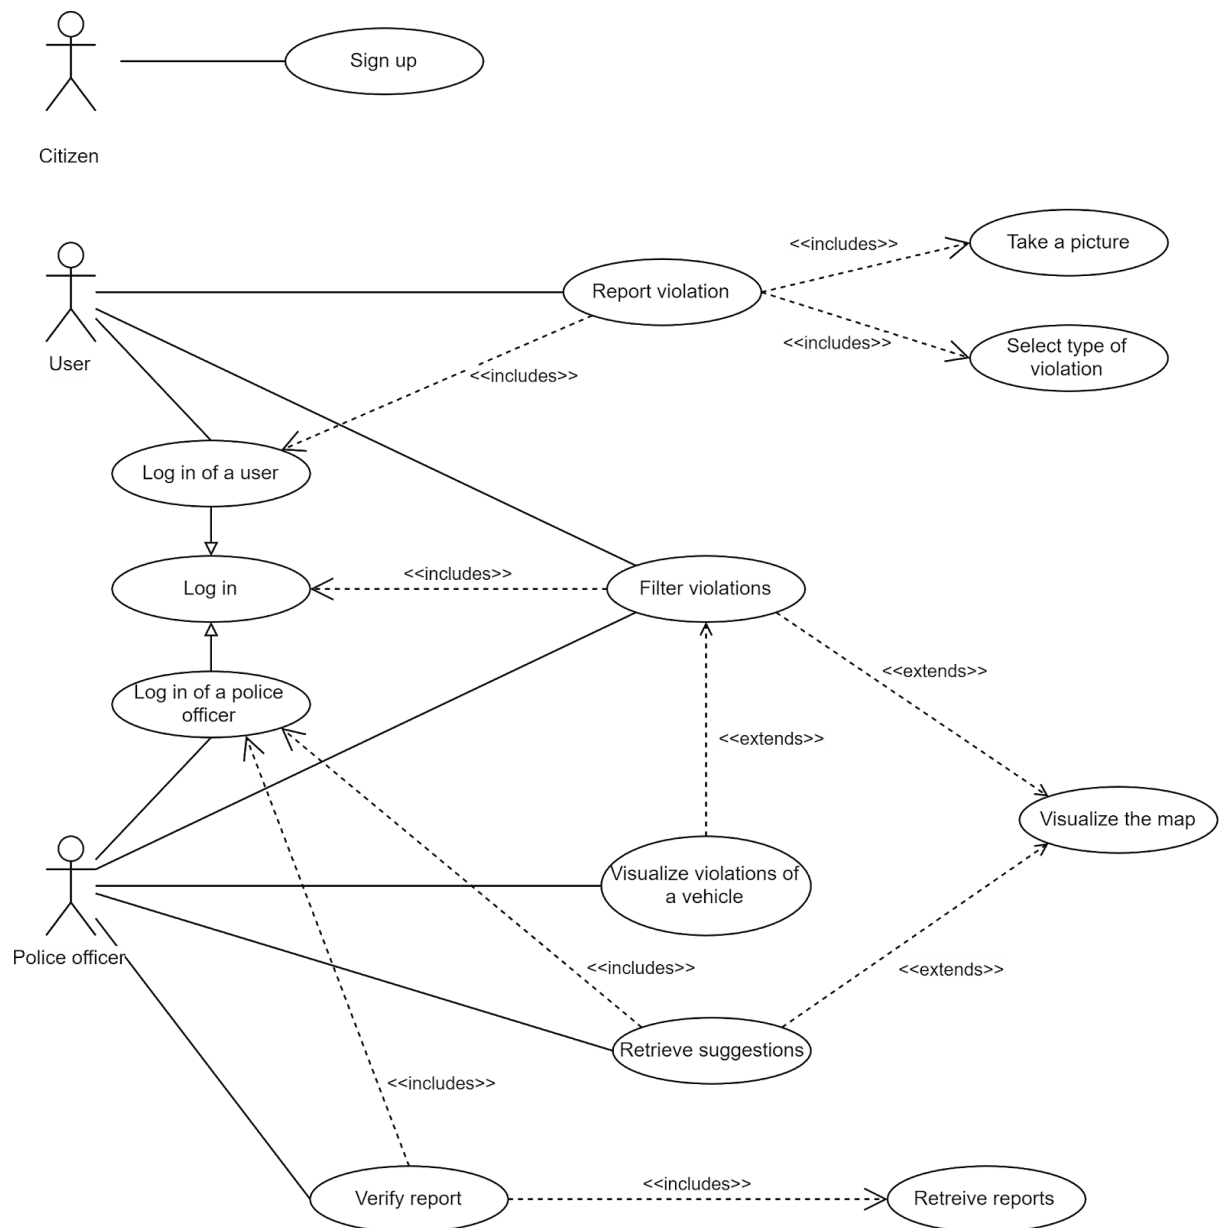 Sign up
Citizen
<<includes>>
Take a picture
User
Report violation
<<includes>>
Select type of
violation
<<includes>>
Log in of a user
Log in
<<includes>>
Filter violations
<<extends>>
Log in of a police
officer
<<extends>>
Visualize the map
Visualize violations of
a vehicle
Police officer
<<includes>>
<<extends>>
Retrieve suggestions
<<includes>>
Verify report
<<includes>>
Retreive reports